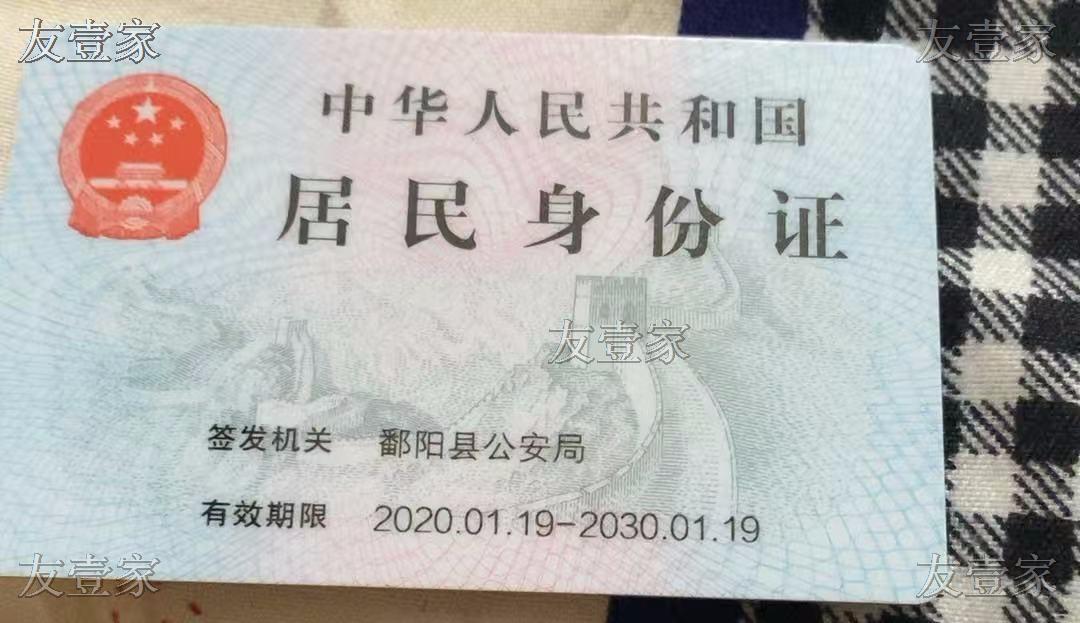 友壹家 友壹家
中华人民共和国
居民身份证
友壹家
签发机关 鄱阳县公安局
有效期限 2020.01.19-2030.01.19
友壹家 友壹家